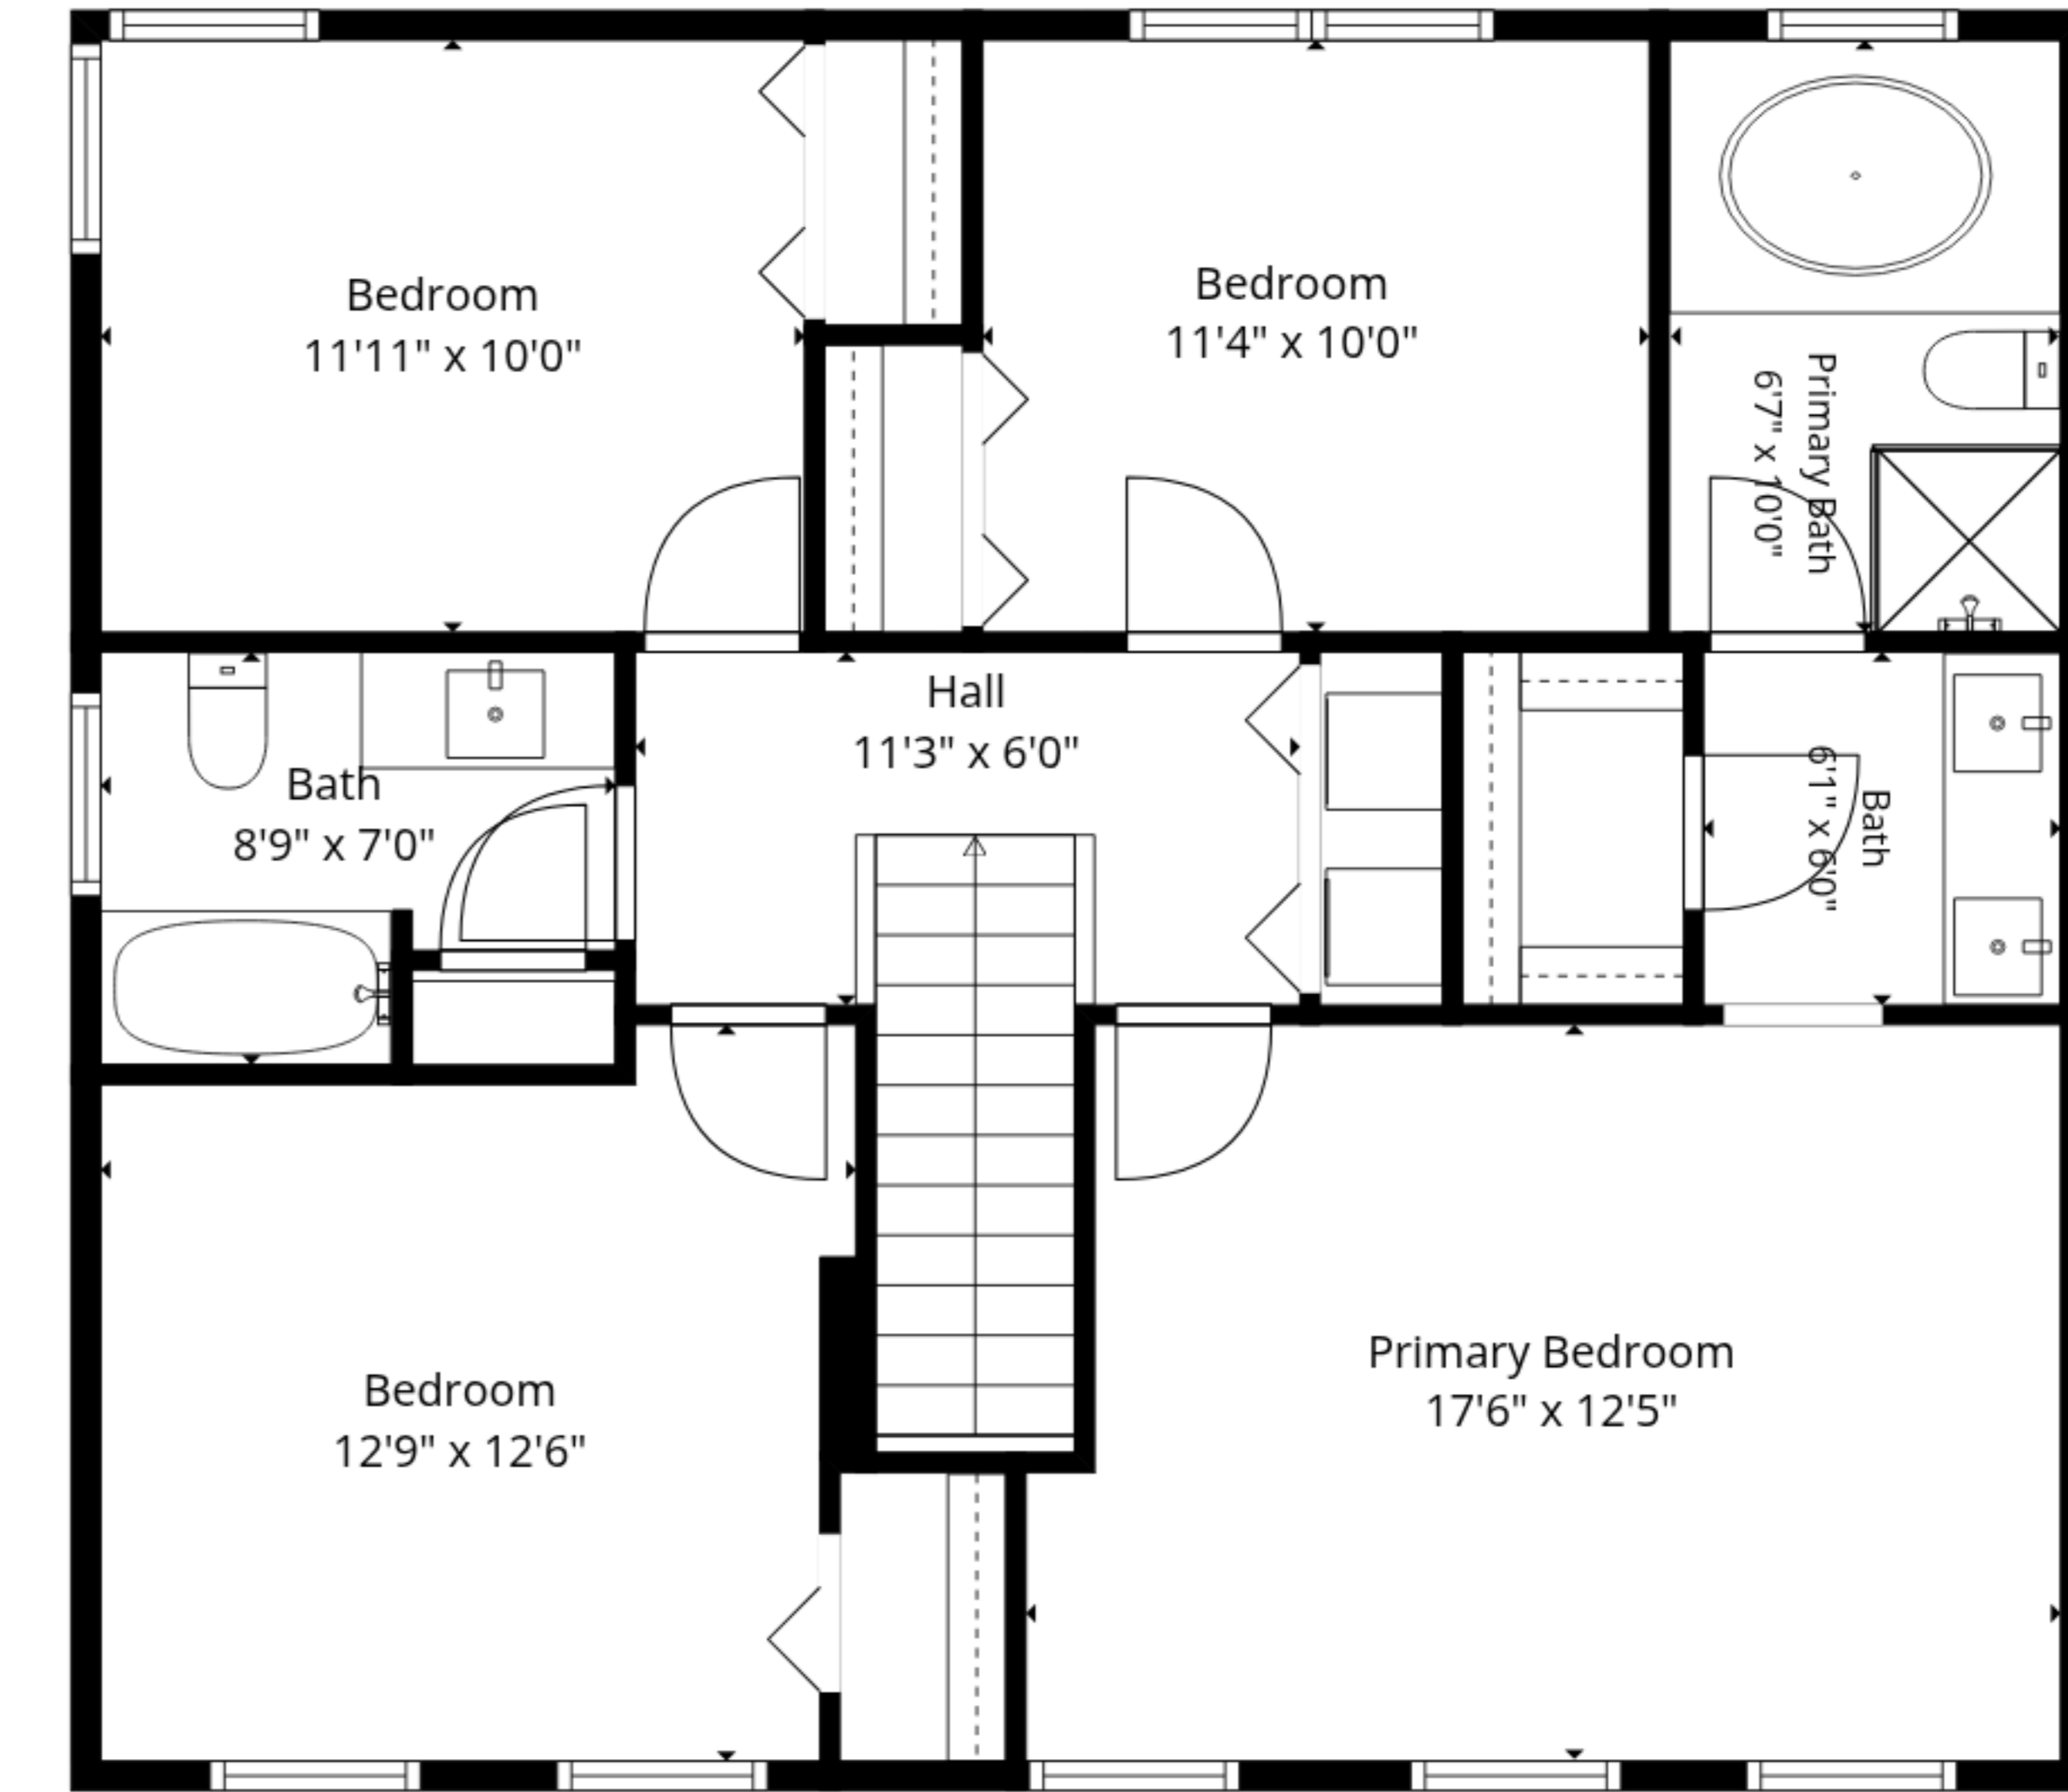 Bedroom
11'11" x 10'0"
Bedroom
11'4" x 10'0"
Primary Bath
6'7" x 10'0"
Hall
11'3" x 6'0"
Bath
8'9" x 7'0"
Bath
6'1" x 6'0"
Bedroom
12'9" x 12'6"
Primary Bedroom
17'6" x 12'5"